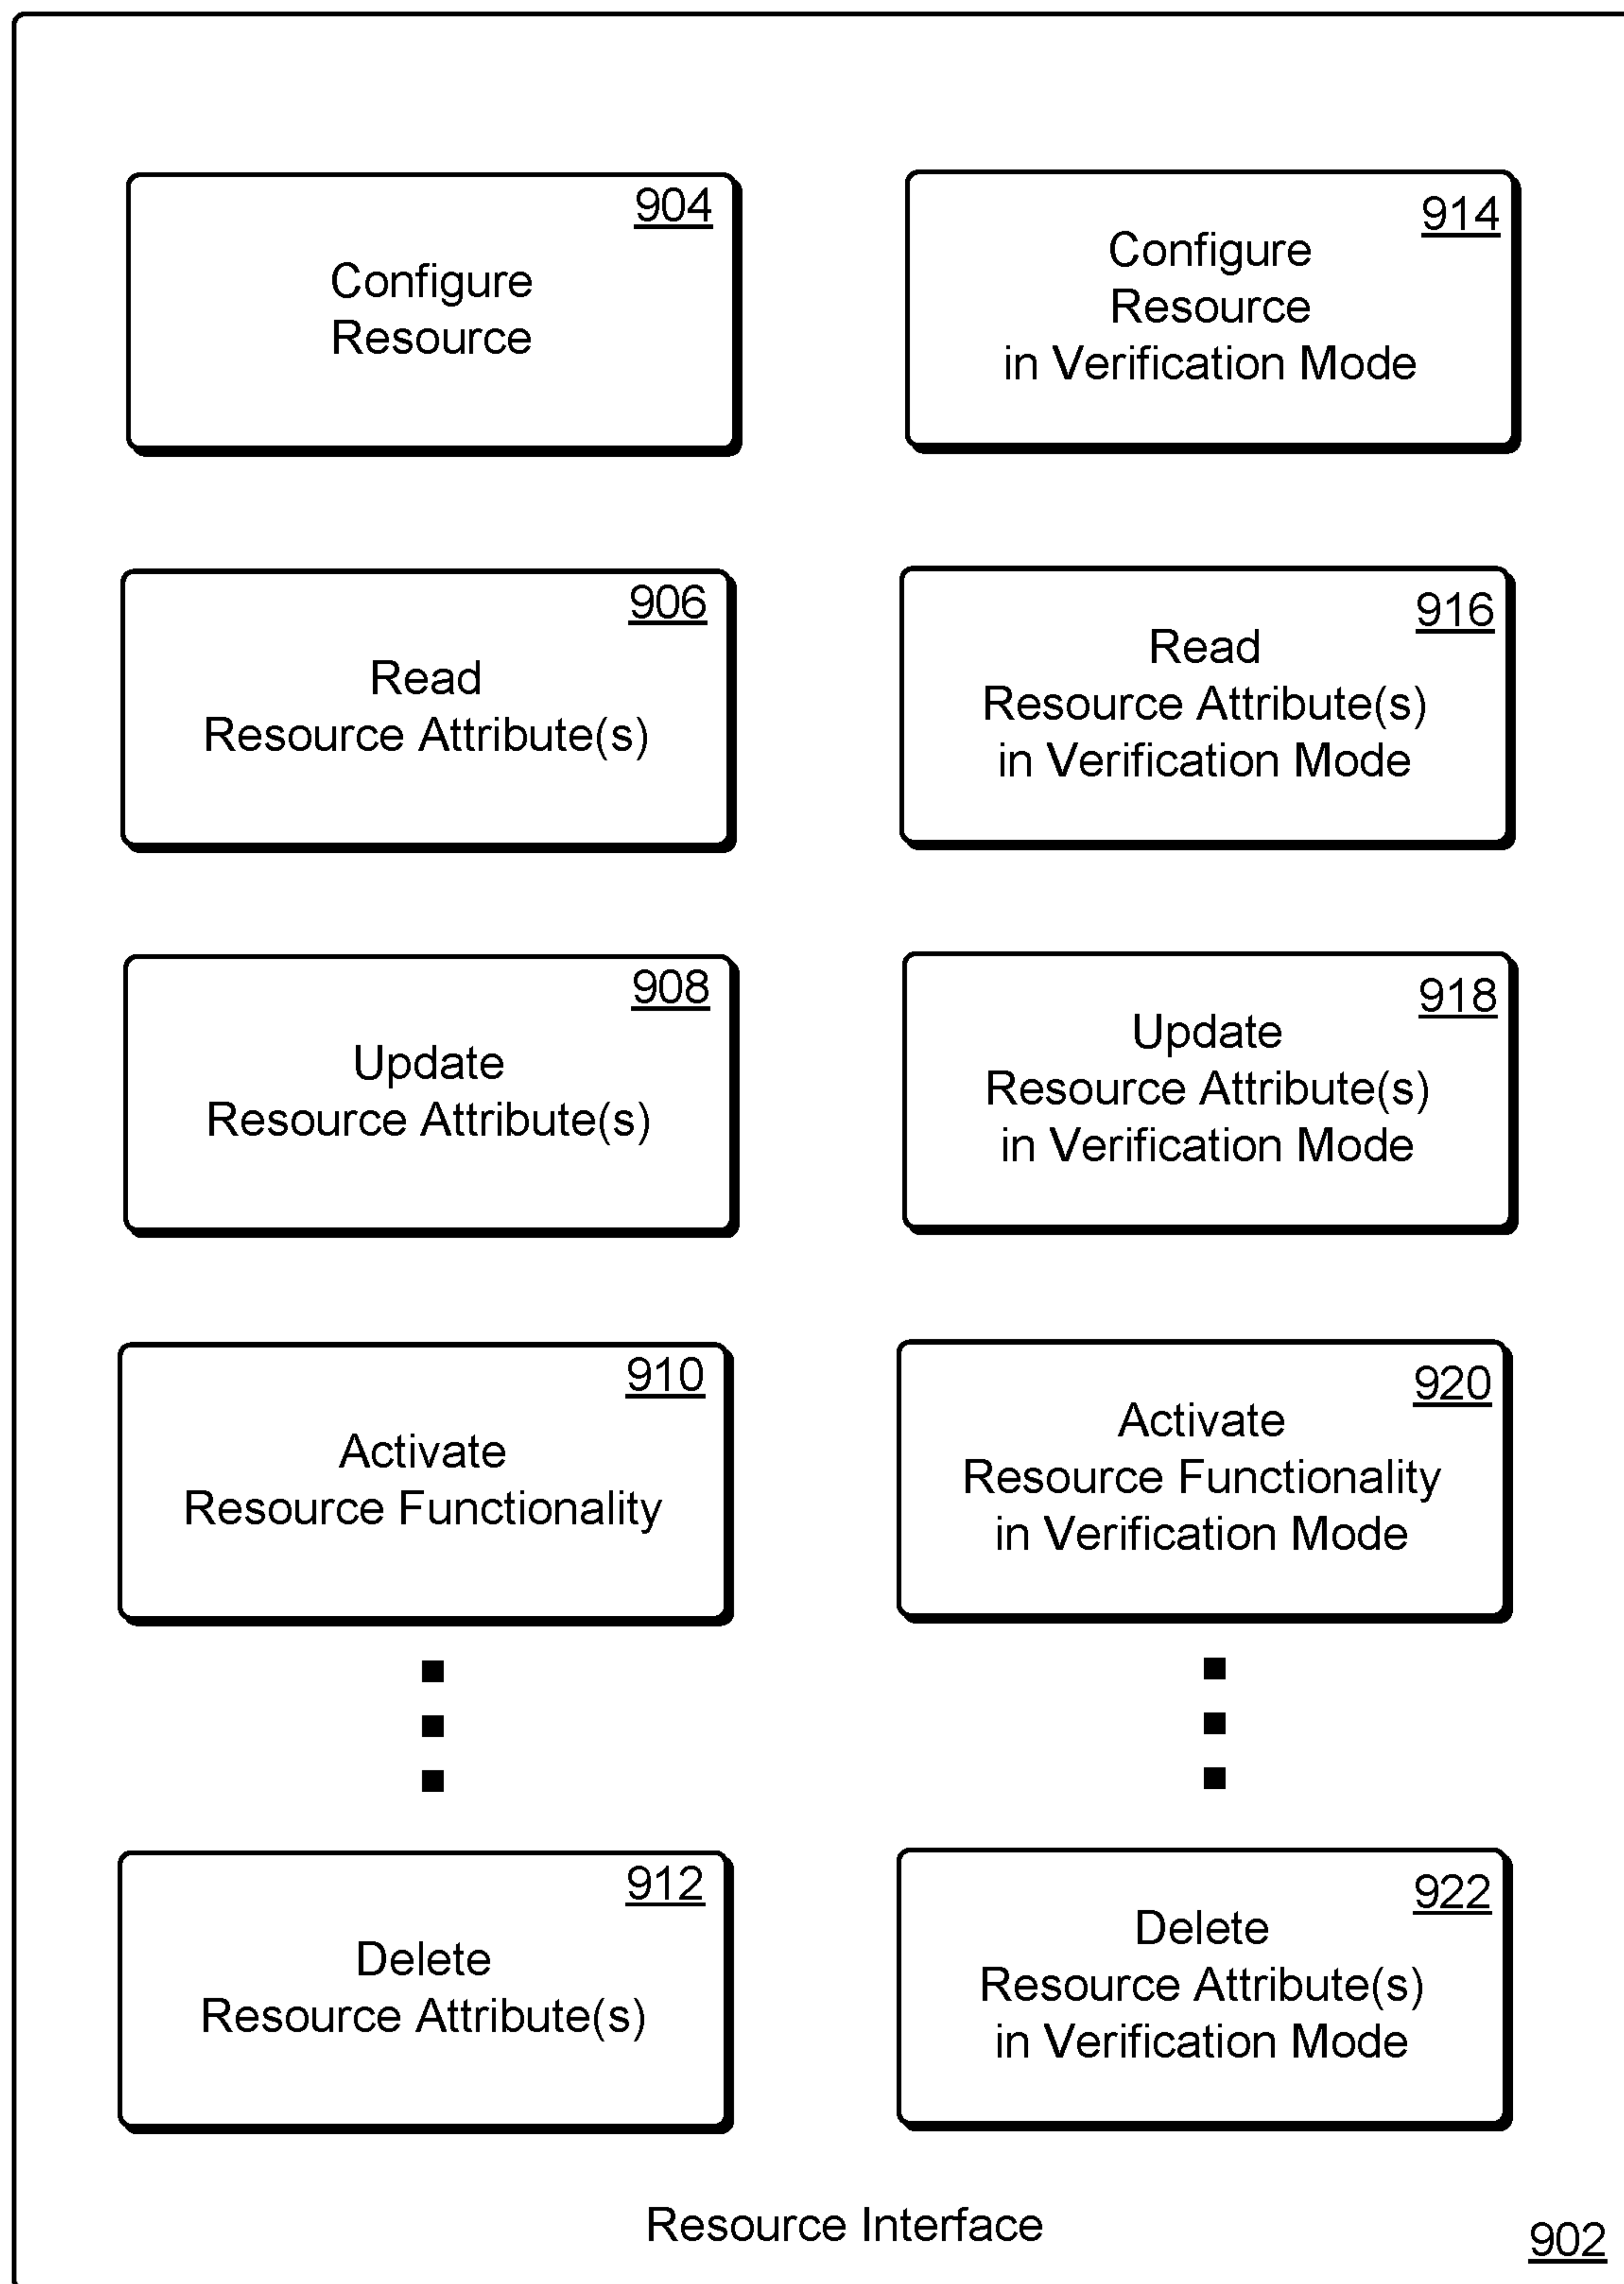 904
Configure
Resource
914
Configure
Resource
in Verification Mode
906
Read
Resource Attribute(s)
916
Read
Resource Attribute(s)
in Verification Mode
908
Update
Resource Attribute(s)
918
Update
Resource Attribute(s)
in Verification Mode
910
Activate
Resource Functionality
920
Activate
Resource Functionality
in Verification Mode
912
Delete
Resource Attribute(s)
922
Delete
Resource Attribute(s)
in Verification Mode
Resource Interface
902